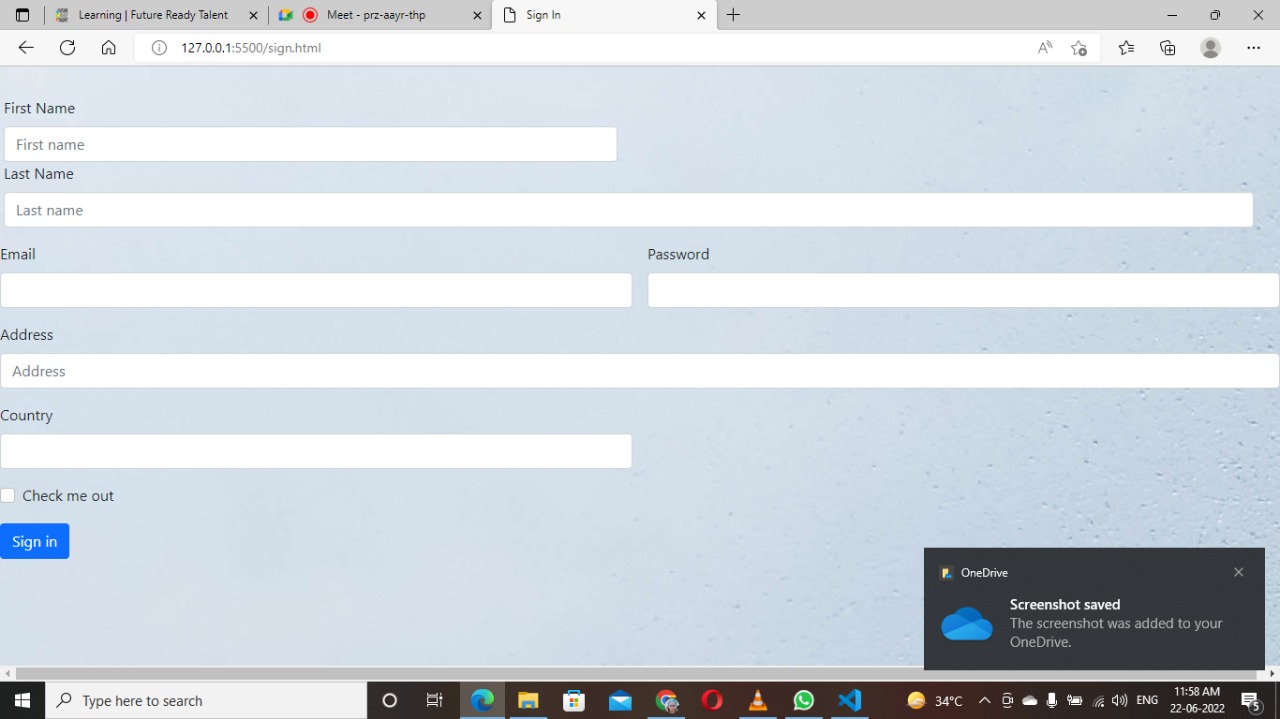 Learning | Future Ready Talent
Meet - prz-aayr-thp
Sign In
127.0.0.1:5500/sign.html
First Name
First name
Last Name
Last name
Email
Password
Address
Address
Country
Check me out
Sign in
OneDrive
Screenshot saved
The screenshot was added to your
OneDrive.
Type here to search
34°C
ENG
11:58 AM
22-06-2022
5